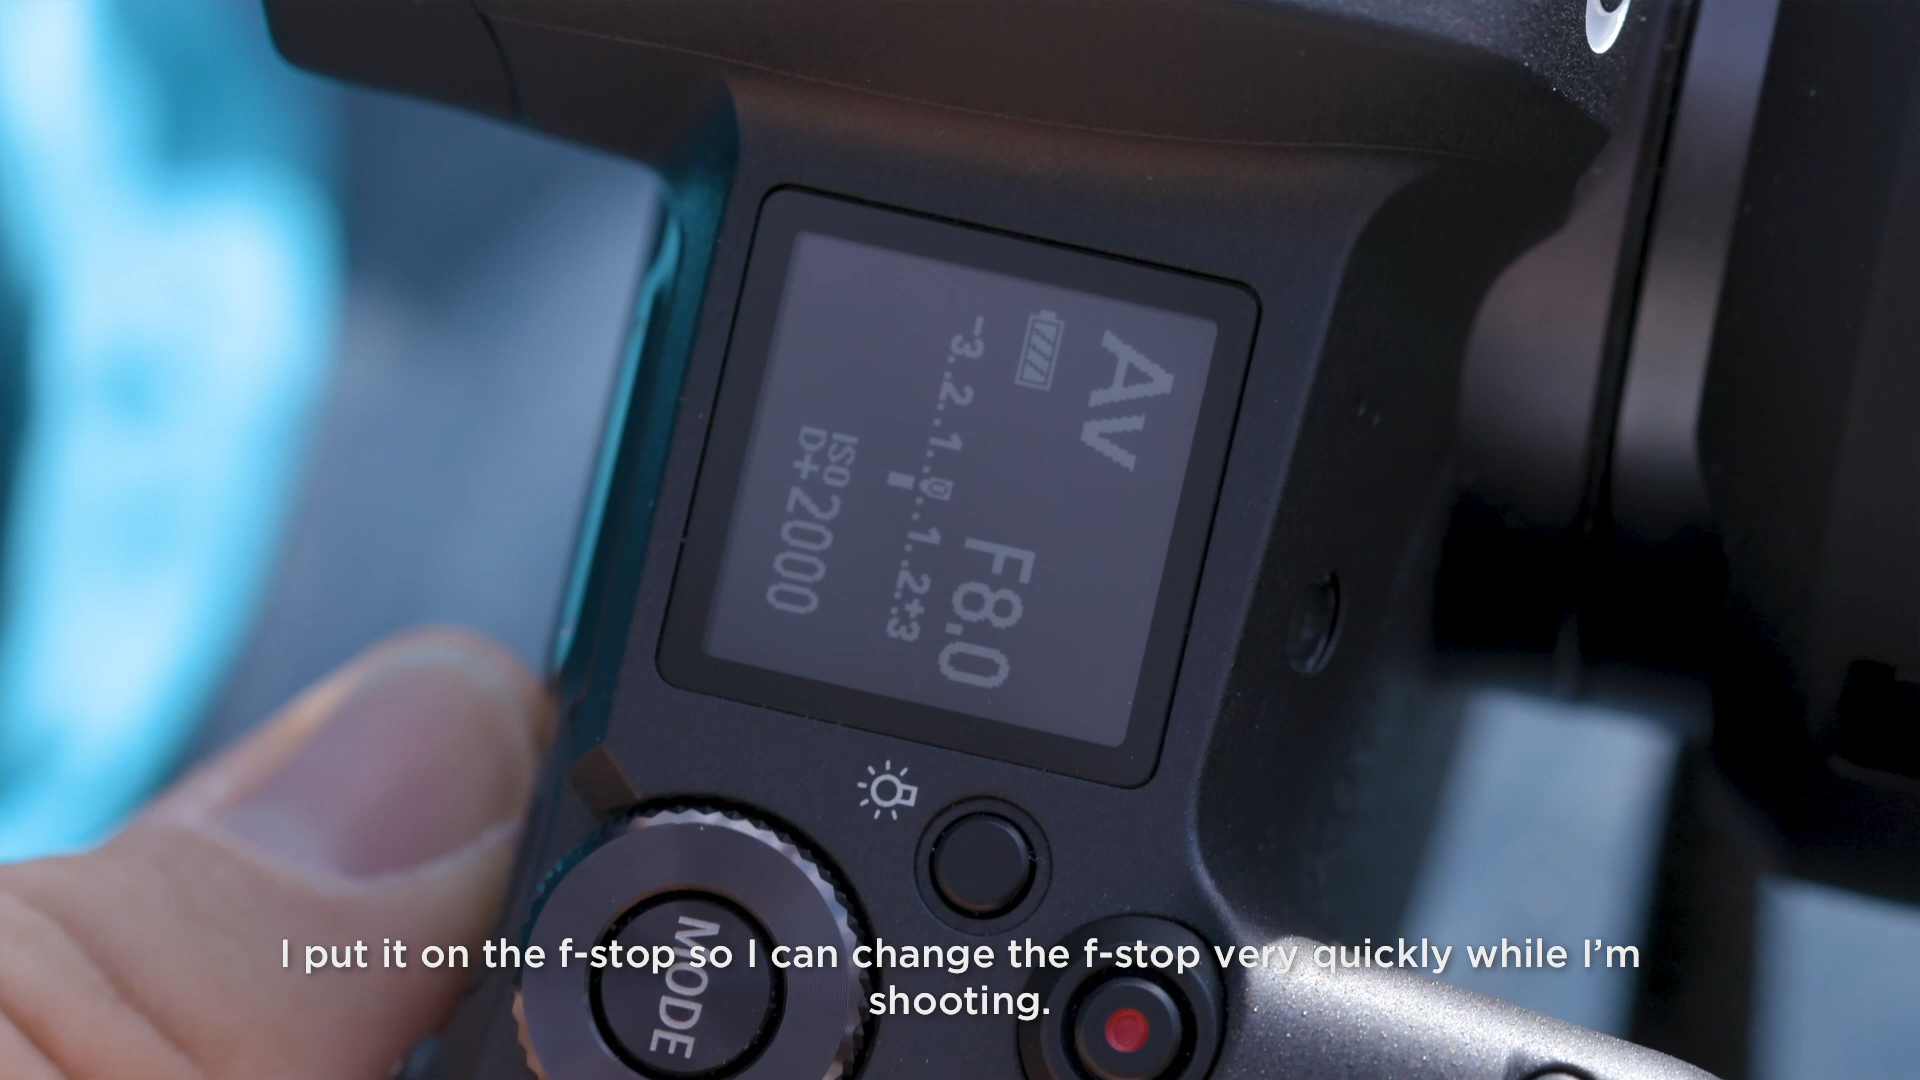 Av
F8.0
-3..2..1..0..1..2..+3
ISO
D+ 2000
MODE
I put it on the f-stop so I can change the f-stop very quickly while I’m
shooting.